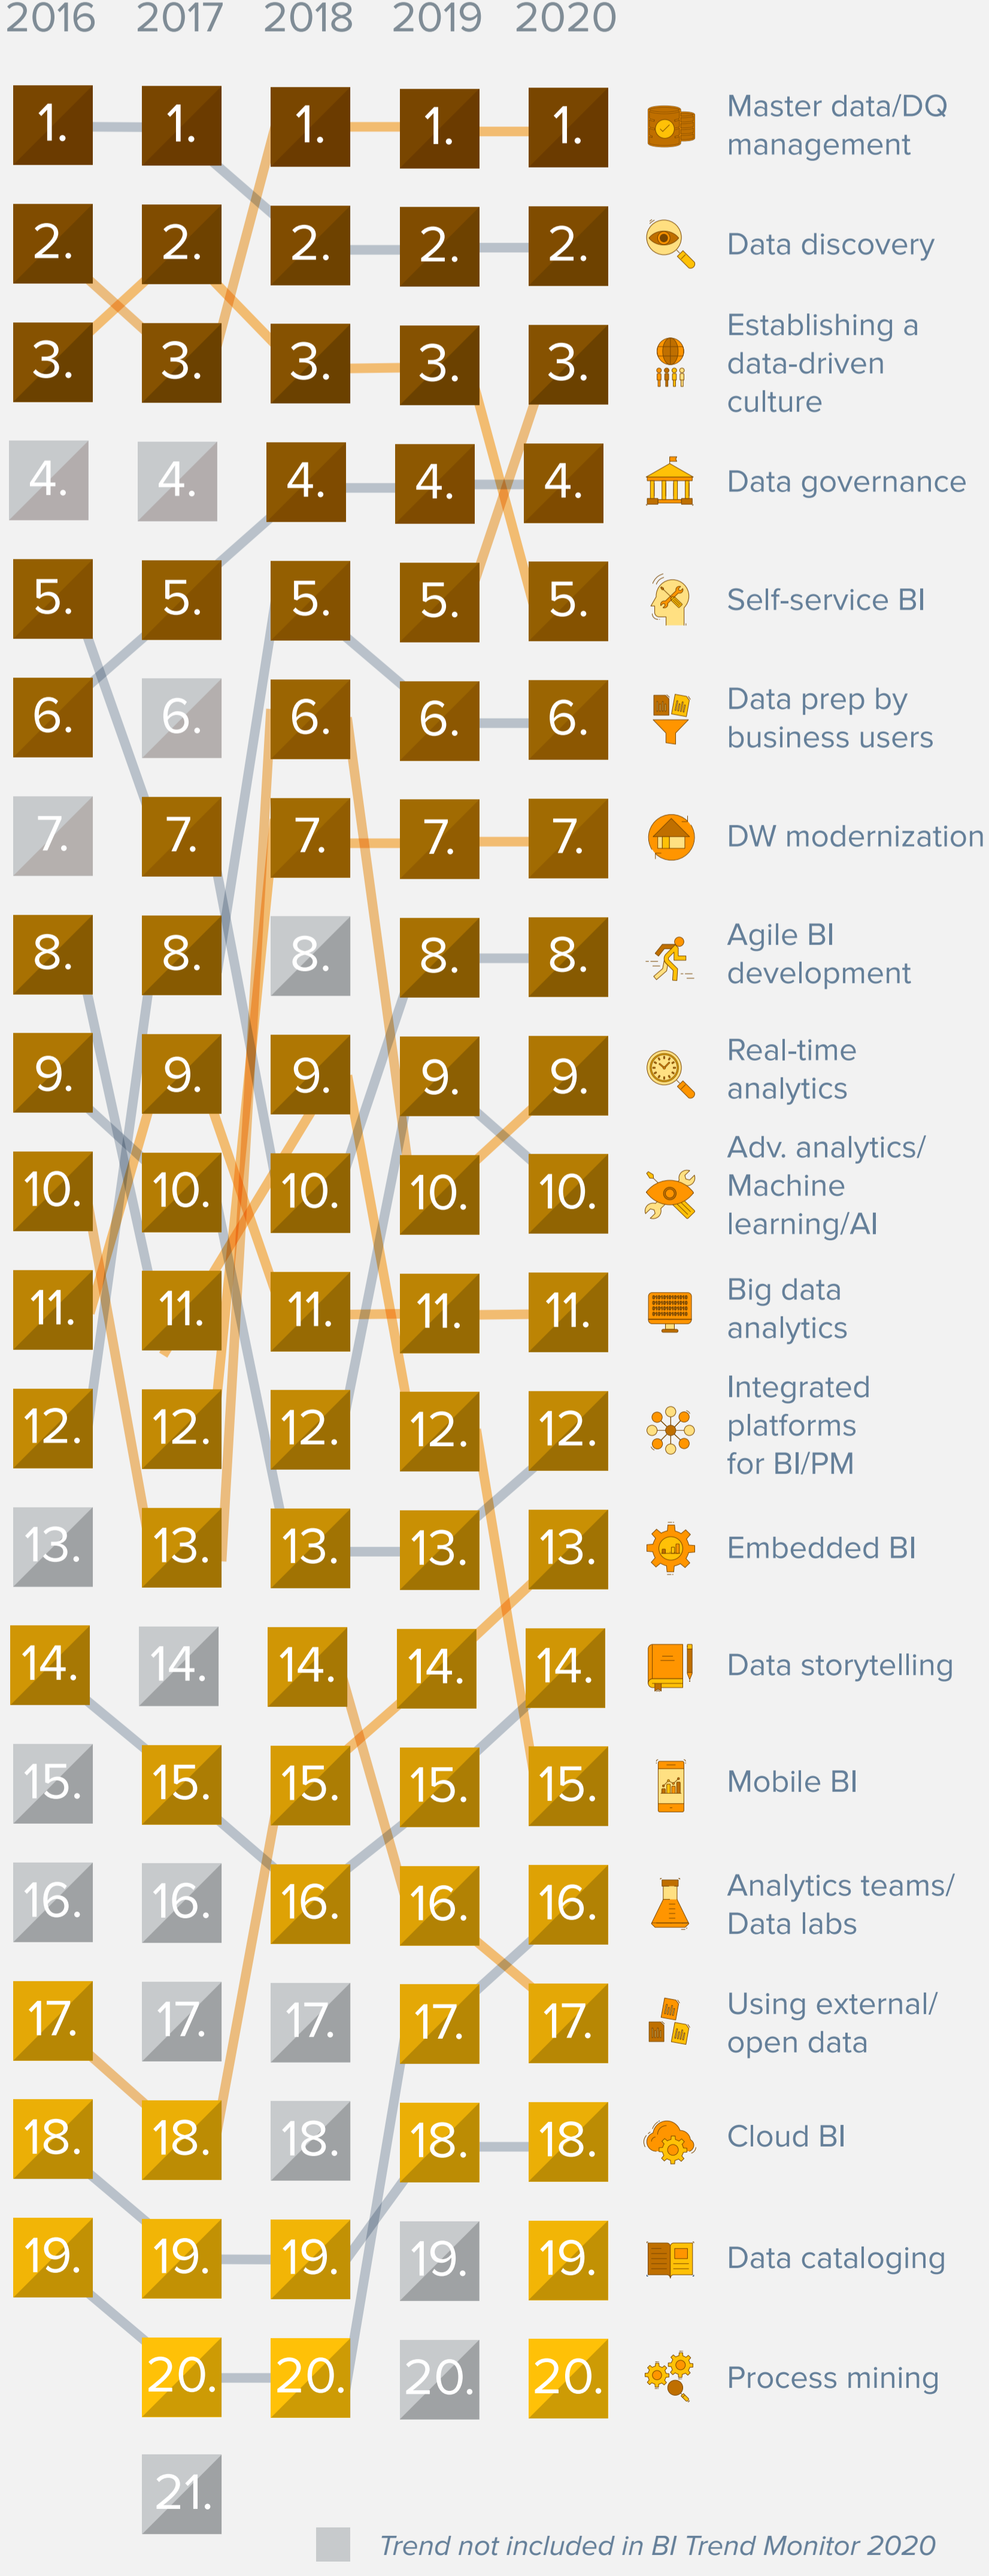 2016 2017 2018 2019 2020
1. 1. 1. 1. 1. Master data/DQ
management
2. 2. 2. 2. 2. Data discovery
3. 3. 3. 3. 3. Establishing a
data-driven
culture
4. 4. 4. 4. 4. Data governance
5. 5. 5. 5. 5. Self-service BI
6. 6. 6. 6. 6. Data prep by
business users
7. 7. 7. 7. 7. DW modernization
8. 8. 8. 8. 8. Agile BI
development
9. 9. 9. 9. 9. Real-time
analytics
10. 10. 10. 10. 10. Adv. analytics/
Machine
learning/AI
11. 11. 11. 11. 11. Big data
analytics
12. 12. 12. 12. 12. Integrated
platforms
for BI/PM
13. 13. 13. 13. 13. Embedded BI
14. 14. 14. 14. 14. Data storytelling
15. 15. 15. 15. 15. Mobile BI
16. 16. 16. 16. 16. Analytics teams/
Data labs
17. 17. 17. 17. 17. Using external/
open data
18. 18. 18. 18. 18. Cloud BI
19. 19. 19. 19. 19. Data cataloging
20. 20. 20. 20. Process mining
21.
Trend not included in BI Trend Monitor 2020